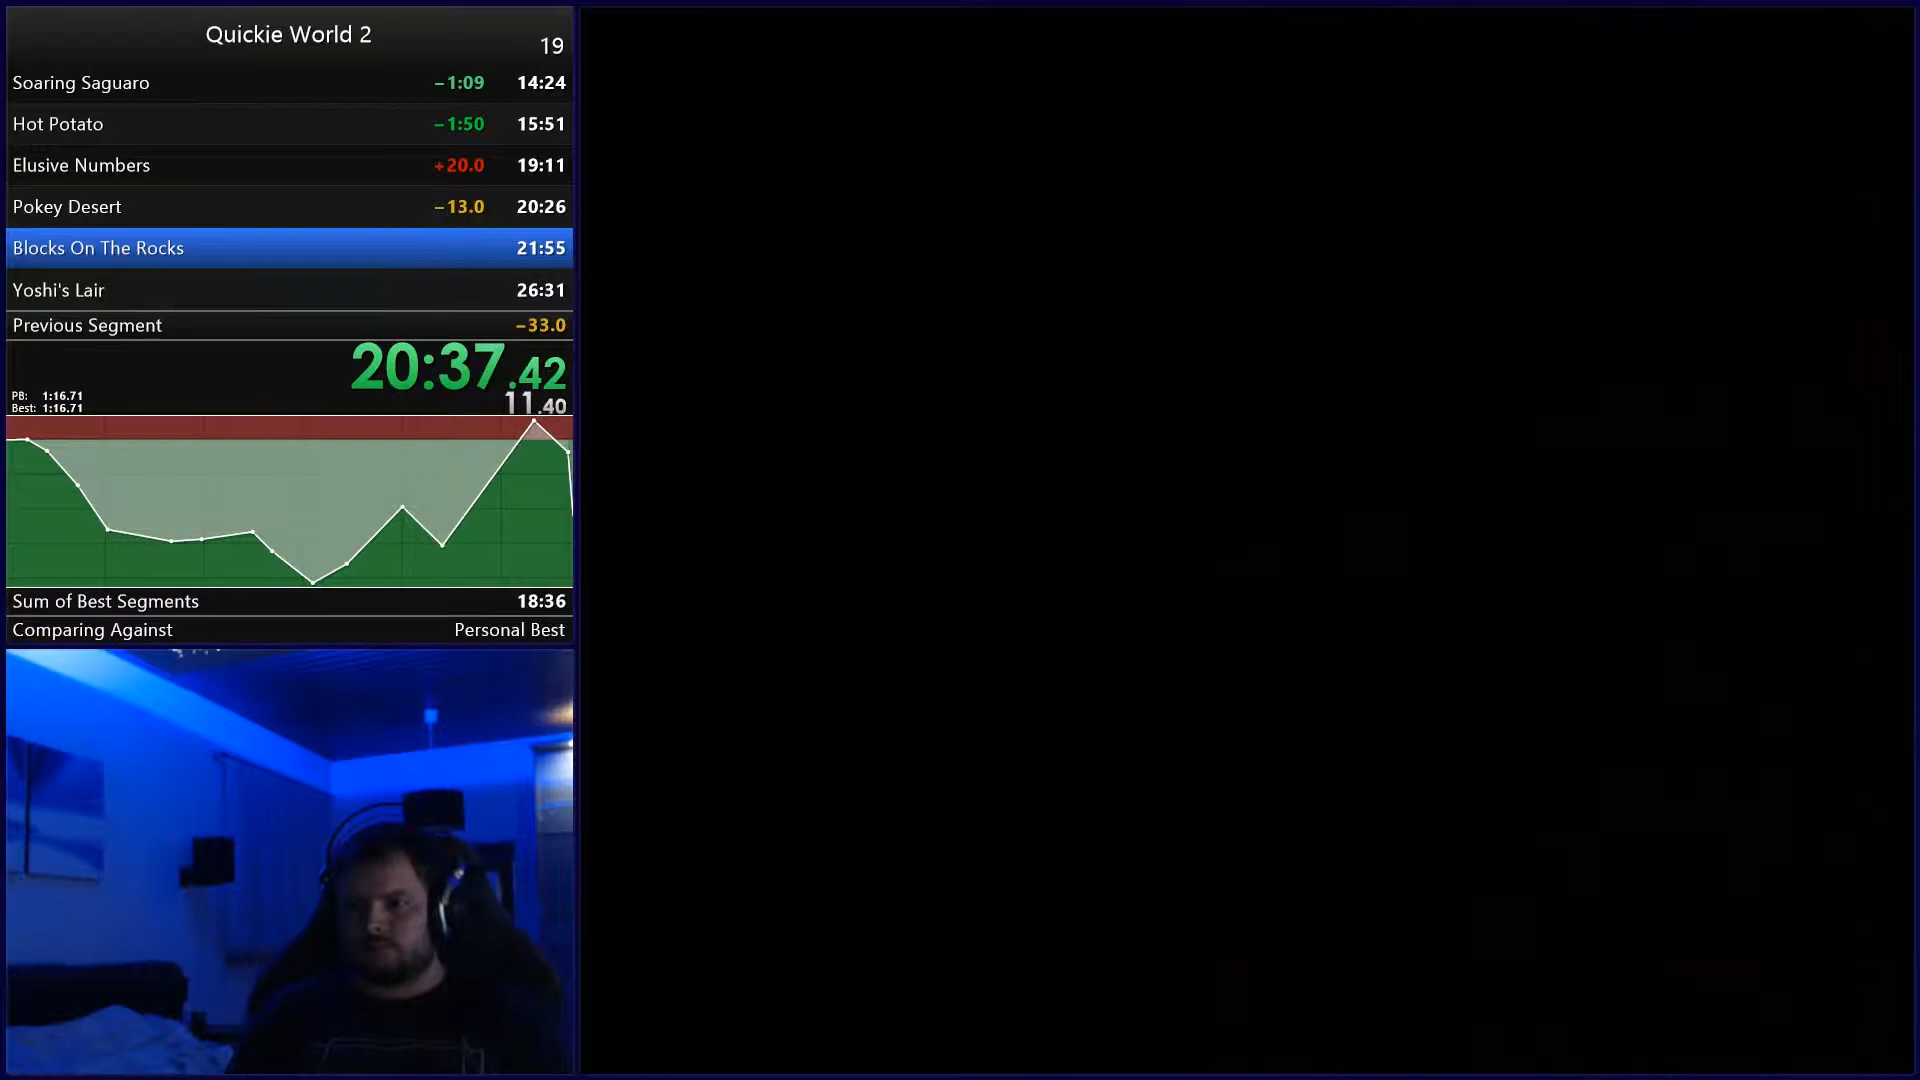 Quickie World 2
19
Soaring Saguaro −1:09 14:24
Hot Potato −1:50 15:51
Elusive Numbers +20.0 19:11
Pokey Desert −13.0 20:26
Blocks On The Rocks 21:55
Yoshi's Lair 26:31
Previous Segment −33.0
20:37.42
PB: 1:16.71
Best: 1:16.71
11.40
Sum of Best Segments 18:36
Comparing Against Personal Best